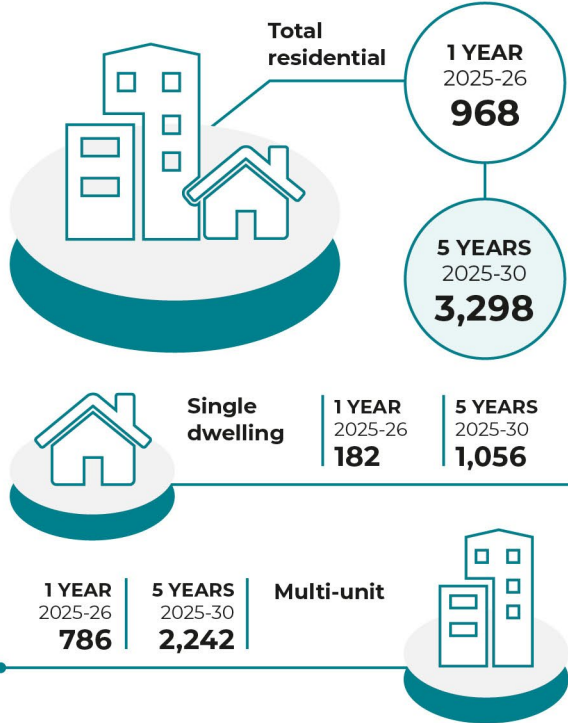 Total
residential
1 YEAR
2025-26
968
5 YEARS
2025-30
3,298
Single
dwelling
1 YEAR
2025-26
182
5 YEARS
2025-30
1,056
1 YEAR
2025-26
786
5 YEARS
2025-30
2,242
Multi-unit